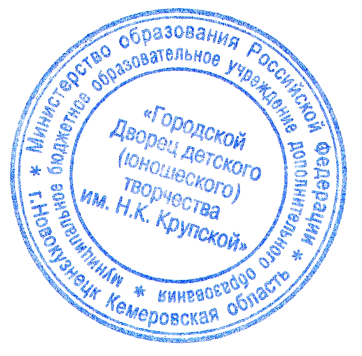 * Министерство образования Российской Федерации *
г.Новокузнецк Кемеровская область
* Муниципальное бюджетное образовательное учреждение дополнительного образования
«Городской
Дворец детского
(юношеского)
творчества
им. Н.К. Крупской»